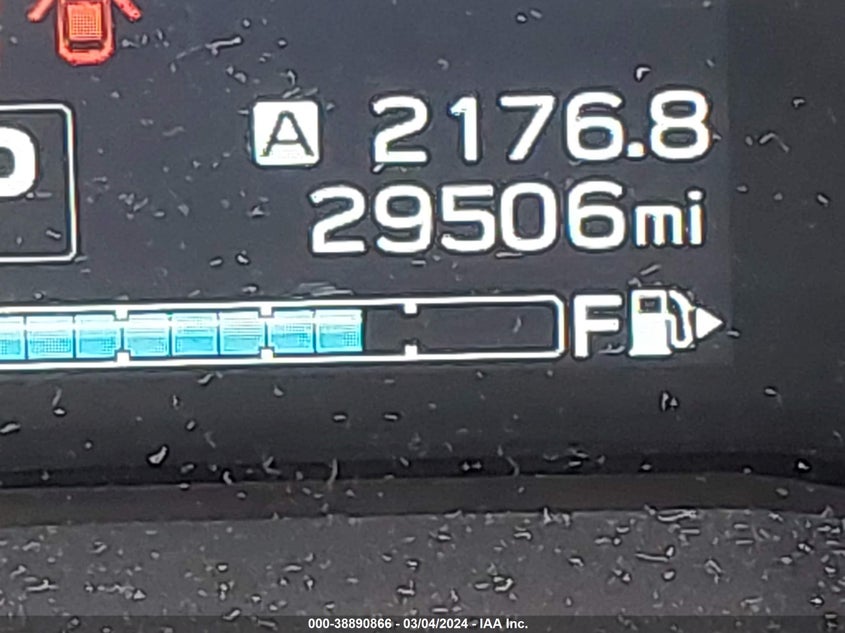 A 2176.8
29506mi
F
000-38890866 - 03/04/2024 - IAA Inc.